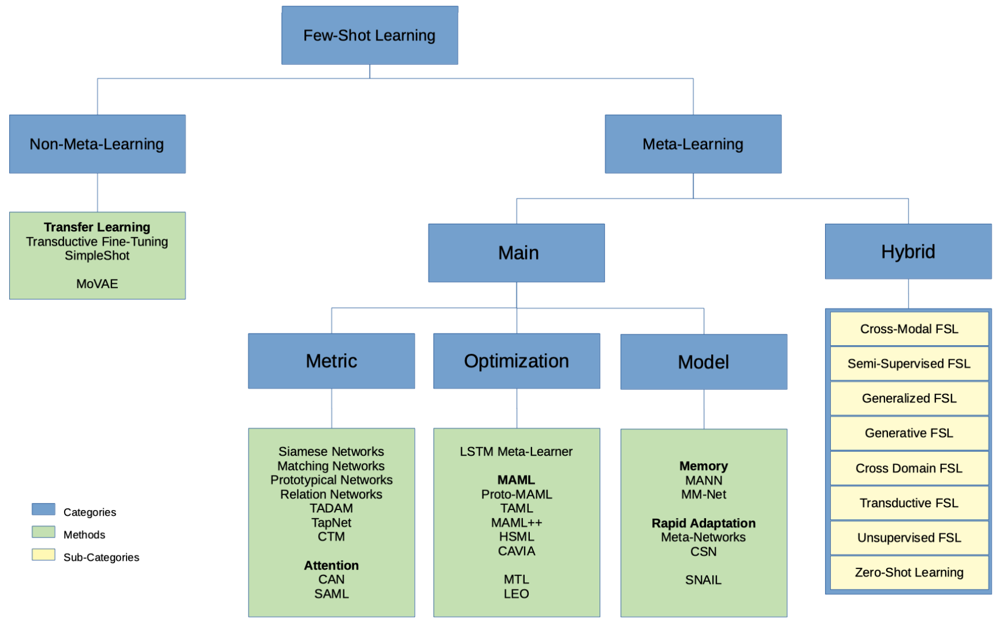 Few-Shot Learning
Non-Meta-Learning
Meta-Learning
Transfer Learning
Transductive Fine-Tuning
SimpleShot
MoVAE
Main
Hybrid
Metric
Optimization
Model
Siamese Networks
Matching Networks
Prototypical Networks
Relation Networks
TADAM
TapNet
CTM
Attention
CAN
SAML
LSTM Meta-Learner
MAML
Proto-MAML
TAML
MAML++
HSML
CAVIA
MTL
LEO
Memory
MANN
MM-Net
Rapid Adaptation
Meta-Networks
CSN
SNAIL
Cross-Modal FSL
Semi-Supervised FSL
Generalized FSL
Generative FSL
Cross Domain FSL
Transductive FSL
Unsupervised FSL
Zero-Shot Learning
Categories
Methods
Sub-Categories